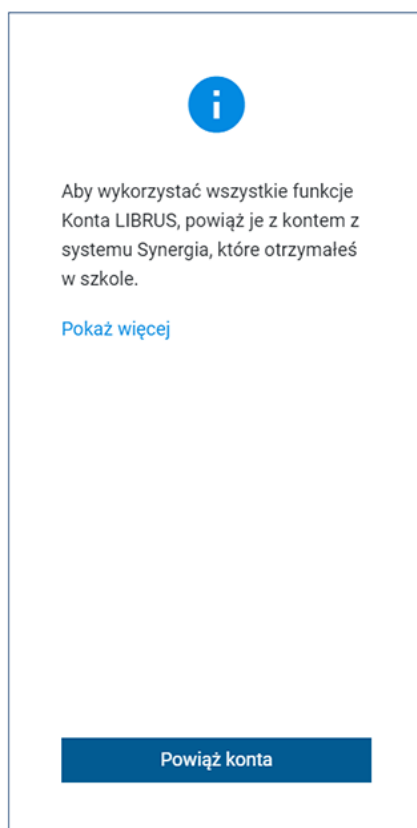 Aby wykorzystać wszystkie funkcje
Konta LIBRUS, powiąż je z kontem z
systemu Synergia, które otrzymałeś
w szkole.
Pokaż więcej
Powiąż konta